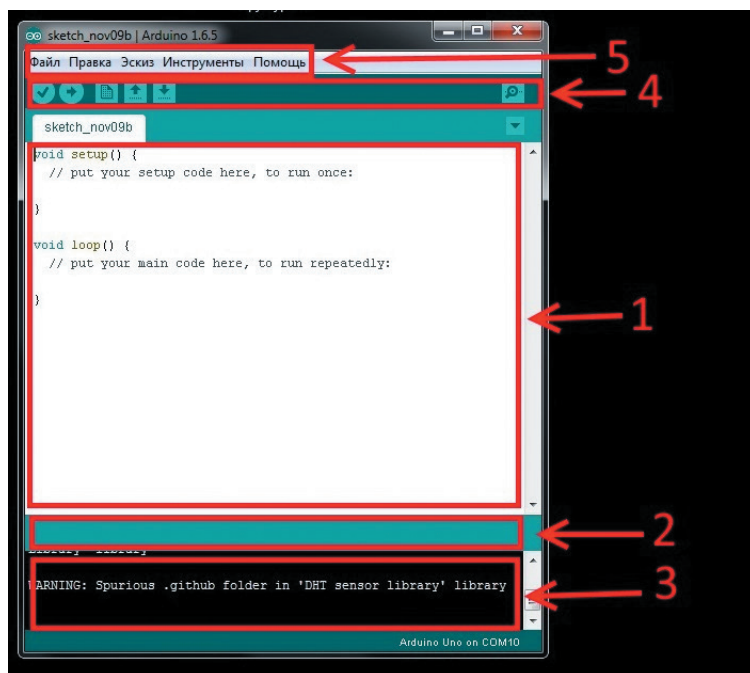 sketch_nov09b | Arduino 1.6.5
Файл Правка Эскиз Инструменты Помощь
5
4
sketch_nov09b
void setup() {
// put your setup code here, to run once:
}
void loop() {
// put your main code here, to run repeatedly:
}
1
2
WARNING: Spurious .github folder in 'DHT sensor library' library
3
Arduino Uno on COM10